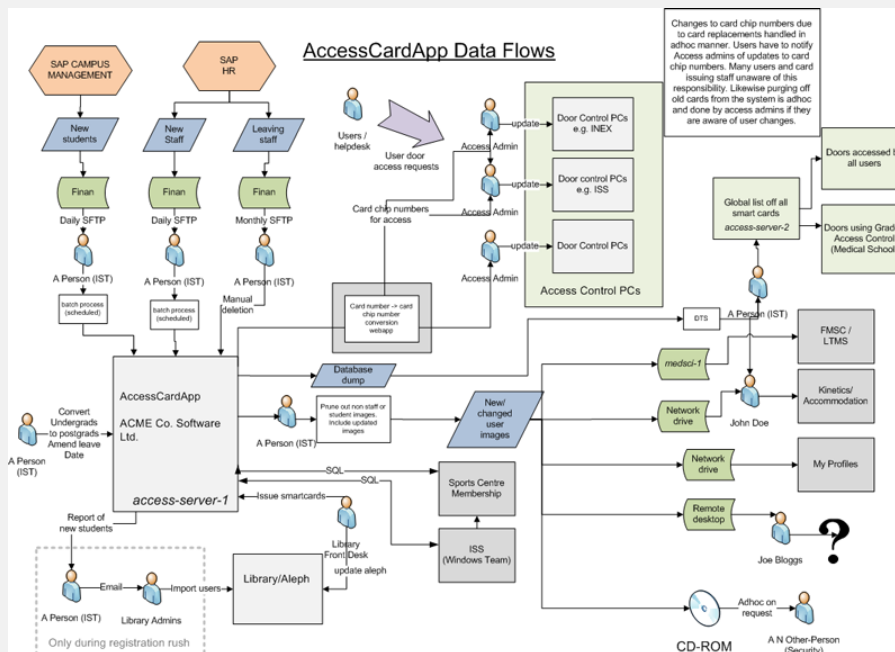 AccessCardApp Data Flows
Changes to card chip numbers due
to card replacements handled in
adhoc manner. Users have to notify
Access admins of updates to card
chip numbers. Many users and card
issuing staff unaware of this
responsibility. Likewise purging off
old cards from the system is adhoc
and done by access admins if they
are aware of user changes.
SAP CAMPUS
MANAGEMENT
SAP
HR
New
students
New
Staff
Leaving
staff
Finan
Finan
Finan
Daily SFTP
Daily SFTP
Monthly SFTP
A Person (IST)
A Person (IST)
A Person (IST)
batch process
(scheduled)
batch process
(scheduled)
Manual
deletion
Users /
helpdesk
User door
access requests
Card chip numbers
for access
Access Admin
Access Admin
Access Admin
update
update
update
Door Control PCs
e.g. INEX
Door control PCs
e.g. ISS
Door Control PCs
Access Control PCs
Card number -> card
chip number
conversion
webapp
Global list off all
smart cards
access-server-2
Doors accessed by
all users
Doors using Grad
Access Control
(Medical School
A Person (IST)
DTS
Database
dump
AccessCardApp
ACME Co. Software
Ltd.
access-server-1
Convert
Undergrads
to postgrads
Amend leave
Date
A Person
(IST)
A Person (IST)
Prune out non staff or
student images.
Include updated
images
New/
changed
user
images
medsci-1
FMSC /
LTMS
Network
drive
John Doe
Kinetics/
Accommodation
Network
drive
My Profiles
Remote
desktop
Joe Bloggs
?
SQL
SQL
Sports Centre
Membership
ISS
(Windows Team)
Issue smartcards
Library
Front Desk
update aleph
Library/Aleph
Report of
new students
A Person (IST)
Email
Library Admins
Import users
Only during registration rush
CD-ROM
Adhoc on
request
A N Other-Person
(Security)